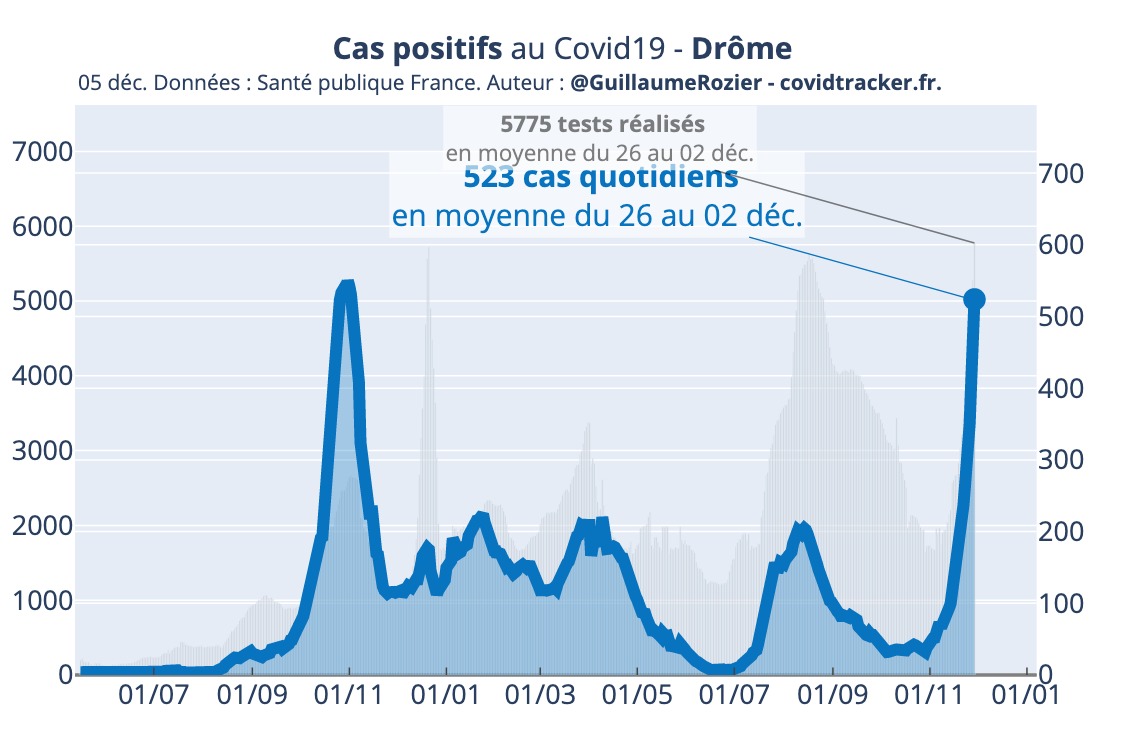 Cas positifs au Covid19 - Drôme
05 déc. Données : Santé publique France. Auteur : @GuillaumeRozier - covidtracker.fr.
5775 tests réalisés
en moyenne du 26 au 02 déc.
523 cas quotidiens
en moyenne du 26 au 02 déc.
7000
6000
5000
4000
3000
2000
1000
0
700
600
500
400
300
200
100
0
01/07 01/09 01/11 01/01 01/03 01/05 01/07 01/09 01/11 01/01